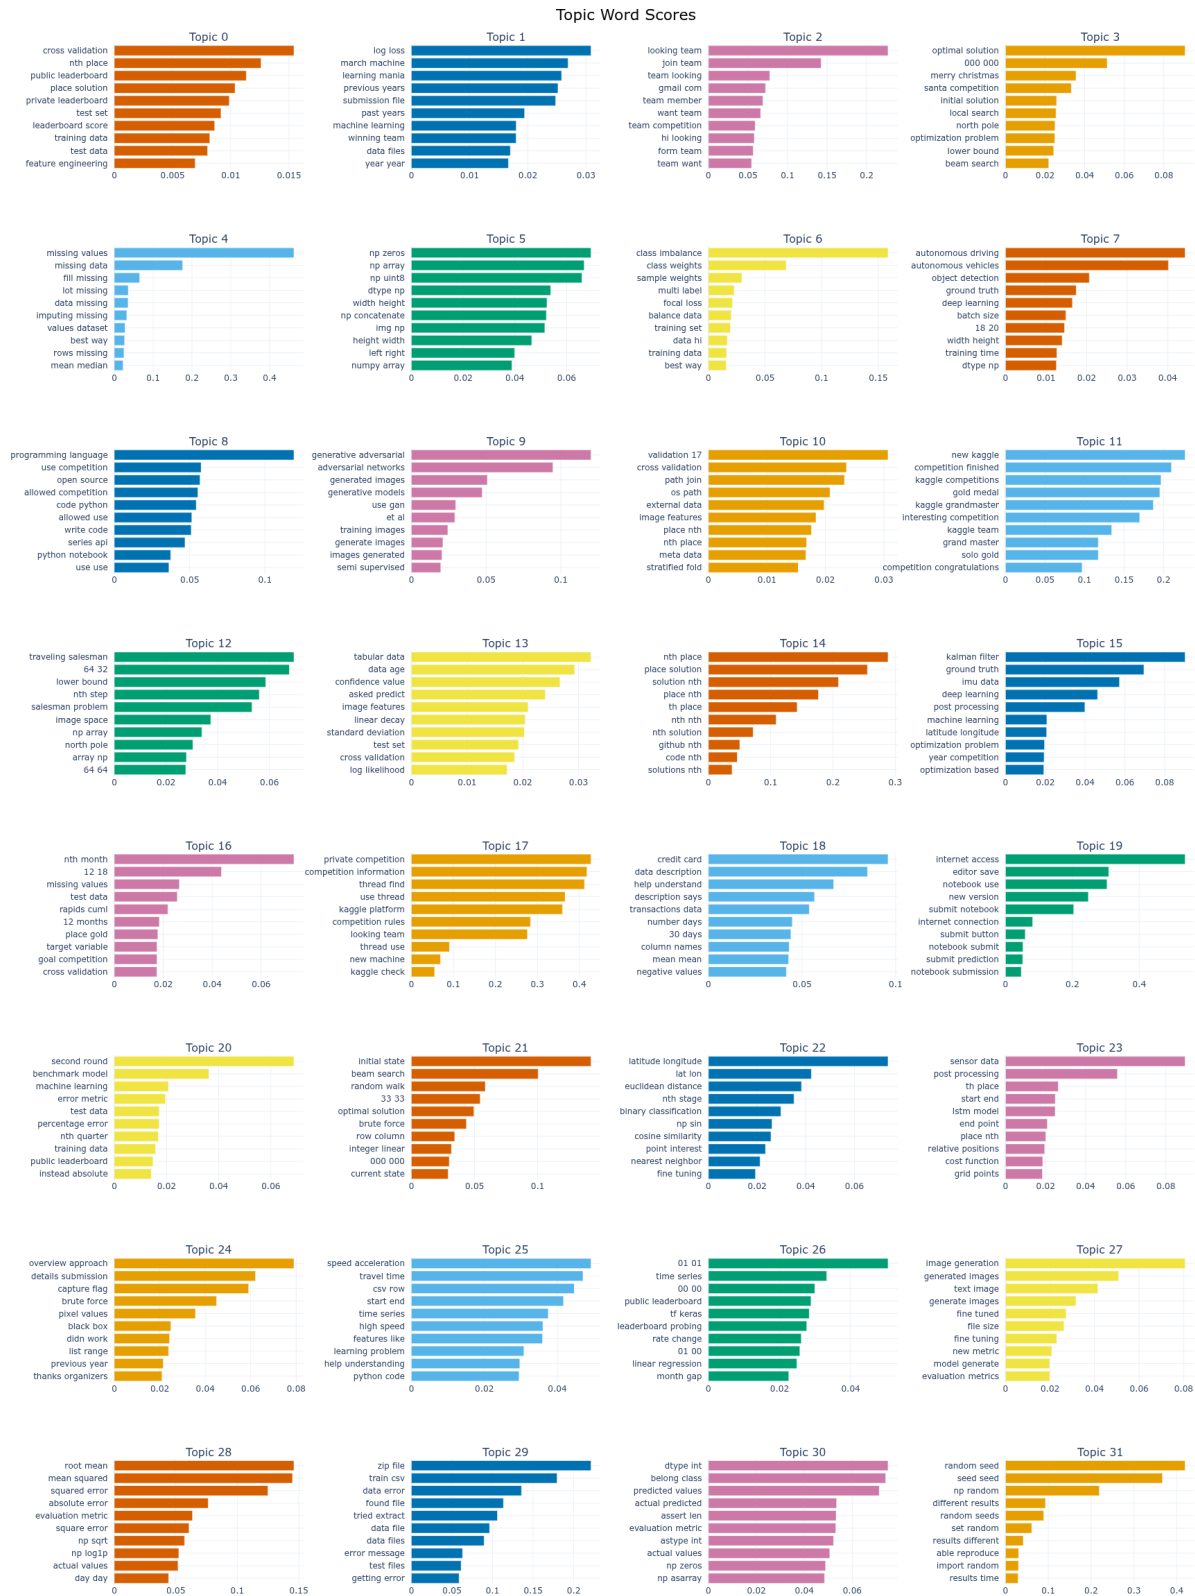 Topic Word Scores
Topic 0
cross validation
nth place
public leaderboard
place solution
private leaderboard
test set
leaderboard score
training data
test data
feature engineering
0 0.005 0.01 0.015
Topic 1
log loss
march machine
learning mania
previous years
submission file
past years
machine learning
winning team
data files
year year
0 0.01 0.02 0.03
Topic 2
looking team
join team
team looking
gmail com
team member
want team
team competition
hi looking
form team
team want
0 0.05 0.1 0.15 0.2
Topic 3
optimal solution
000 000
merry christmas
santa competition
initial solution
local search
north pole
optimization problem
lower bound
beam search
0 0.02 0.04 0.06 0.08
Topic 4
missing values
missing data
fill missing
lot missing
data missing
imputing missing
values dataset
best way
rows missing
mean median
0 0.1 0.2 0.3 0.4
Topic 5
np zeros
np array
np uint8
dtype np
width height
np concatenate
img np
height width
left right
numpy array
0 0.02 0.04 0.06
Topic 6
class imbalance
class weights
sample weights
multi label
focal loss
balance data
training set
data hi
training data
best way
0 0.05 0.1 0.15
Topic 7
autonomous driving
autonomous vehicles
object detection
ground truth
deep learning
batch size
18 20
width height
training time
dtype np
0 0.01 0.02 0.03 0.04
Topic 8
programming language
use competition
open source
allowed competition
code python
allowed use
write code
series api
python notebook
use use
0 0.05 0.1
Topic 9
generative adversarial
adversarial networks
generated images
generative models
use gan
et al
training images
generate images
images generated
semi supervised
0 0.05 0.1
Topic 10
validation 17
cross validation
path join
os path
external data
image features
place nth
nth place
meta data
stratified fold
0 0.01 0.02 0.03
Topic 11
new kaggle
competition finished
kaggle competitions
gold medal
kaggle grandmaster
interesting competition
kaggle team
grand master
solo gold
competition congratulations
0 0.05 0.1 0.15 0.2
Topic 12
traveling salesman
64 32
lower bound
nth step
salesman problem
image space
np array
north pole
array np
64 64
0 0.02 0.04 0.06
Topic 13
tabular data
data age
confidence value
asked predict
image features
linear decay
standard deviation
test set
cross validation
log likelihood
0 0.01 0.02 0.03
Topic 14
nth place
place solution
solution nth
place nth
th place
nth nth
nth solution
github nth
code nth
solutions nth
0 0.1 0.2 0.3
Topic 15
kalman filter
ground truth
imu data
deep learning
post processing
machine learning
latitude longitude
optimization problem
year competition
optimization based
0 0.02 0.04 0.06 0.08
Topic 16
nth month
12 18
missing values
test data
rapids cuml
12 months
place gold
target variable
goal competition
cross validation
0 0.02 0.04 0.06
Topic 17
private competition
competition information
thread find
use thread
kaggle platform
competition rules
looking team
thread use
new machine
kaggle check
0 0.1 0.2 0.3 0.4
Topic 18
credit card
data description
help understand
description says
transactions data
number days
30 days
column names
mean mean
negative values
0 0.05 0.1
Topic 19
internet access
editor save
notebook use
new version
submit notebook
internet connection
submit button
notebook submit
submit prediction
notebook submission
0 0.2 0.4
Topic 20
second round
benchmark model
machine learning
error metric
test data
percentage error
nth quarter
training data
public leaderboard
instead absolute
0 0.02 0.04 0.06
Topic 21
initial state
beam search
random walk
33 33
optimal solution
brute force
row column
integer linear
000 000
current state
0 0.05 0.1
Topic 22
latitude longitude
lat lon
euclidean distance
nth stage
binary classification
np sin
cosine similarity
point interest
nearest neighbor
fine tuning
0 0.02 0.04 0.06
Topic 23
sensor data
post processing
th place
start end
lstm model
end point
place nth
relative positions
cost function
grid points
0 0.02 0.04 0.06 0.08
Topic 24
overview approach
details submission
capture flag
brute force
pixel values
black box
didn work
list range
previous year
thanks organizers
0 0.02 0.04 0.06 0.08
Topic 25
speed acceleration
travel time
csv row
start end
time series
high speed
features like
learning problem
help understanding
python code
0 0.02 0.04
Topic 26
01 01
time series
00 00
public leaderboard
tf keras
leaderboard probing
rate change
01 00
linear regression
month gap
0 0.02 0.04
Topic 27
image generation
generated images
text image
generate images
fine tuned
file size
fine tuning
new metric
model generate
evaluation metrics
0 0.02 0.04 0.06 0.08
Topic 28
root mean
mean squared
squared error
absolute error
evaluation metric
square error
np sqrt
np log1p
actual values
day day
0 0.05 0.1 0.15
Topic 29
zip file
train csv
data error
found file
tried extract
data file
data files
error message
test files
getting error
0 0.05 0.1 0.15 0.2
Topic 30
dtype int
belong class
predicted values
actual predicted
assert len
evaluation metric
astype int
actual values
np zeros
np asarray
0 0.02 0.04 0.06
Topic 31
random seed
seed seed
np random
different results
random seeds
set random
results different
able reproduce
import random
results time
0 0.1 0.2 0.3 0.4